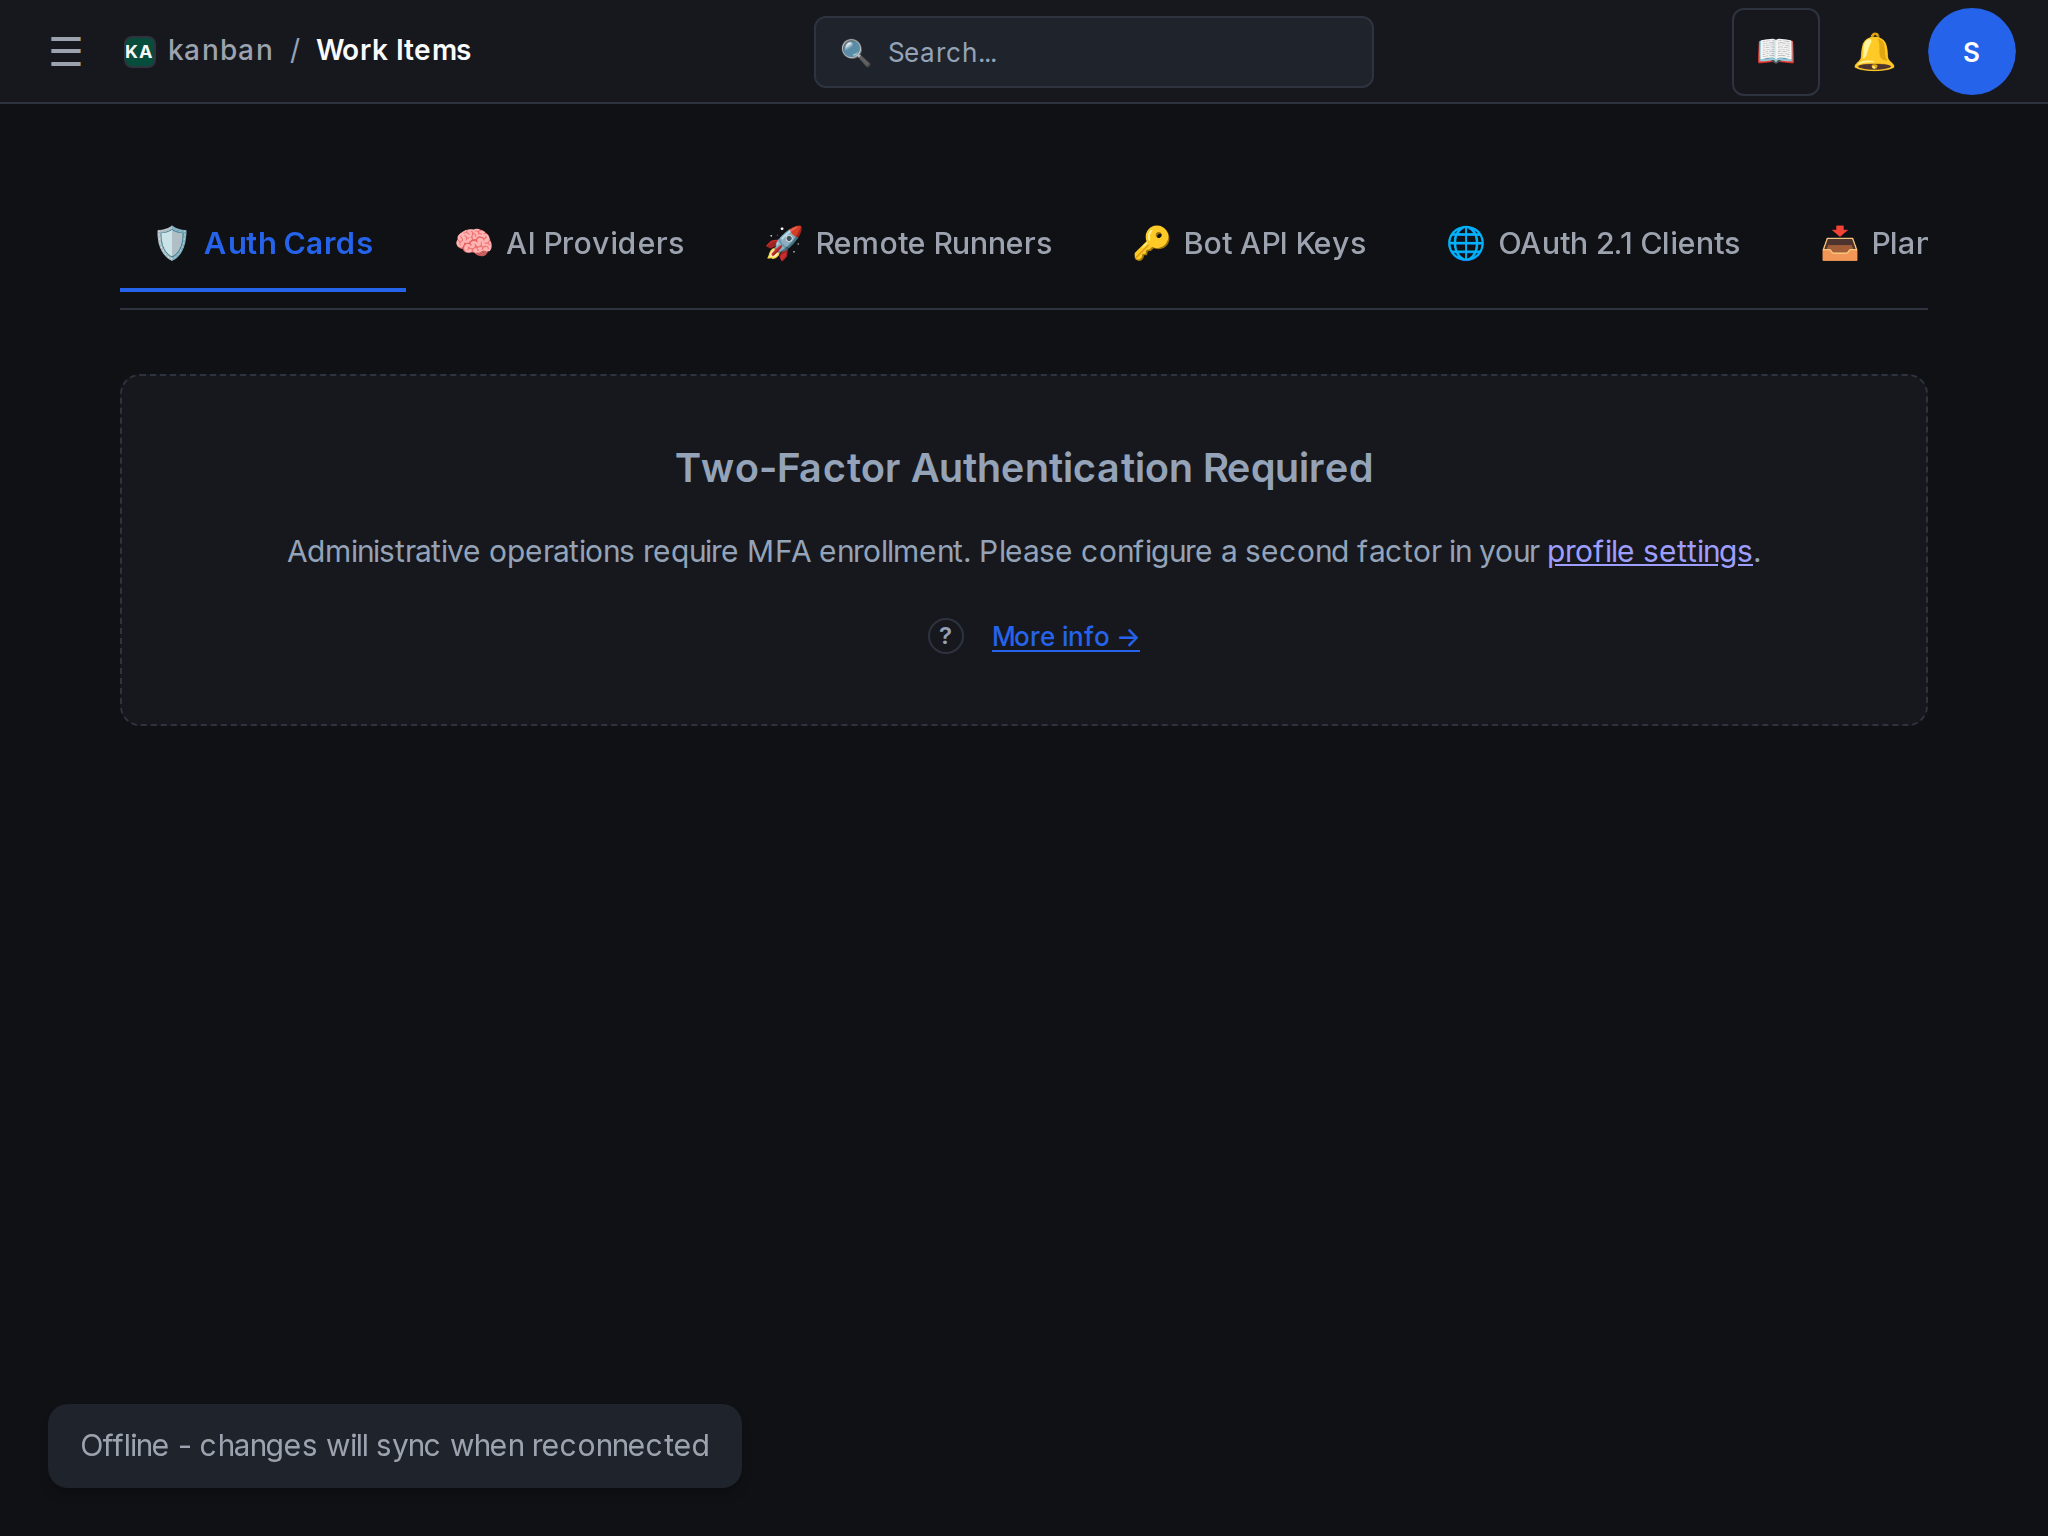 KA kanban / Work Items
Search...
S
Auth Cards
AI Providers
Remote Runners
Bot API Keys
OAuth 2.1 Clients
Plan
Two-Factor Authentication Required
Administrative operations require MFA enrollment. Please configure a second factor in your profile settings.
? More info →
Offline - changes will sync when reconnected